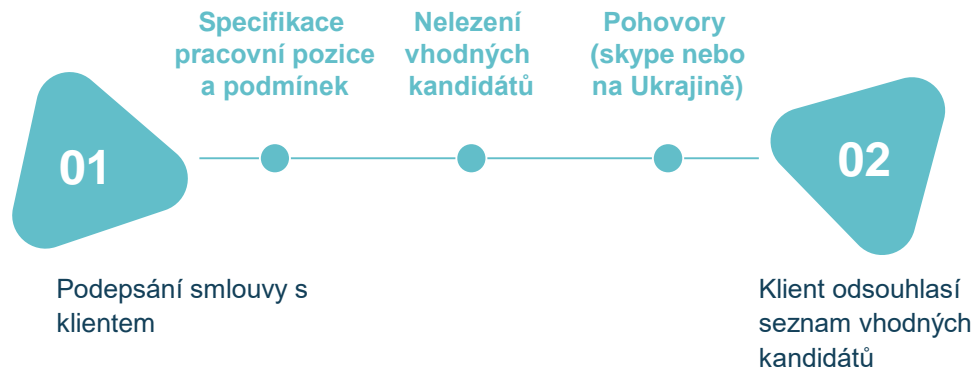 Specifikace
pracovní pozice
a podmínek
Nelezení
vhodných
kandidátů
Pohovory
(skype nebo
na Ukrajině)
01
02
Podepsání smlouvy s
klientem
Klient odsouhlasí
seznam vhodných
kandidátů